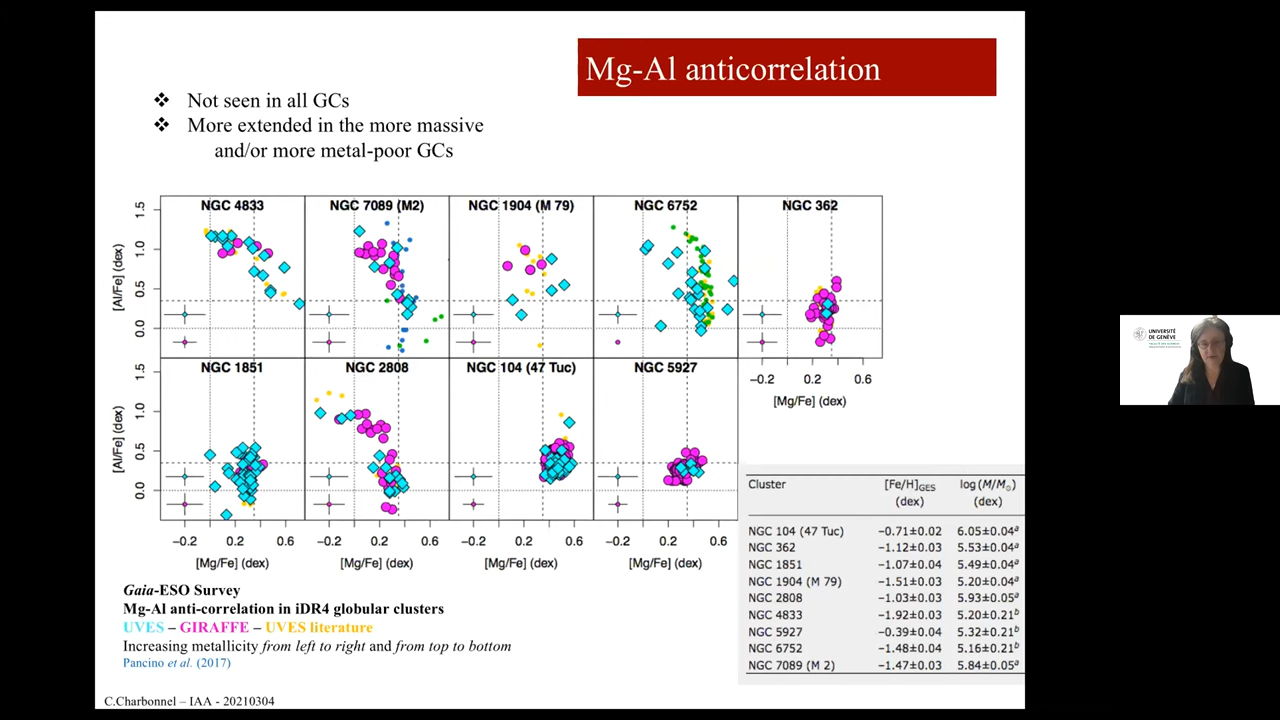 Mg-Al anticorrelation
❖ Not seen in all GCs
❖ More extended in the more massive
and/or more metal-poor GCs
NGC 4833
NGC 7089 (M2)
NGC 1904 (M 79)
NGC 6752
NGC 362
[Al/Fe] (dex)
1.5
1.0
0.5
0.0
−0.2 0.2 0.6
[Mg/Fe] (dex)
NGC 1851
NGC 2808
NGC 104 (47 Tuc)
NGC 5927
[Al/Fe] (dex)
1.5
1.0
0.5
0.0
−0.2 0.2 0.6
−0.2 0.2 0.6
−0.2 0.2 0.6
−0.2 0.2 0.6
[Mg/Fe] (dex)
[Mg/Fe] (dex)
[Mg/Fe] (dex)
[Mg/Fe] (dex)
Cluster [Fe/H]GES log(M/M⊙)
(dex) (dex)
NGC 104 (47 Tuc) −0.71±0.02 6.05±0.04a
NGC 362 −1.12±0.03 5.53±0.04a
NGC 1851 −1.07±0.04 5.49±0.04a
NGC 1904 (M 79) −1.51±0.03 5.20±0.04a
NGC 2808 −1.03±0.03 5.93±0.05a
NGC 4833 −1.92±0.03 5.20±0.21b
NGC 5927 −0.39±0.04 5.32±0.21b
NGC 6752 −1.48±0.04 5.16±0.21b
NGC 7089 (M 2) −1.47±0.03 5.84±0.05a
Gaia-ESO Survey
Mg-Al anti-correlation in iDR4 globular clusters
UVES – GIRAFFE – UVES literature
Increasing metallicity from left to right and from top to bottom
Pancino et al. (2017)
C.Charbonnel – IAA - 20210304
UNIVERSITÉ
DE GENÈVE